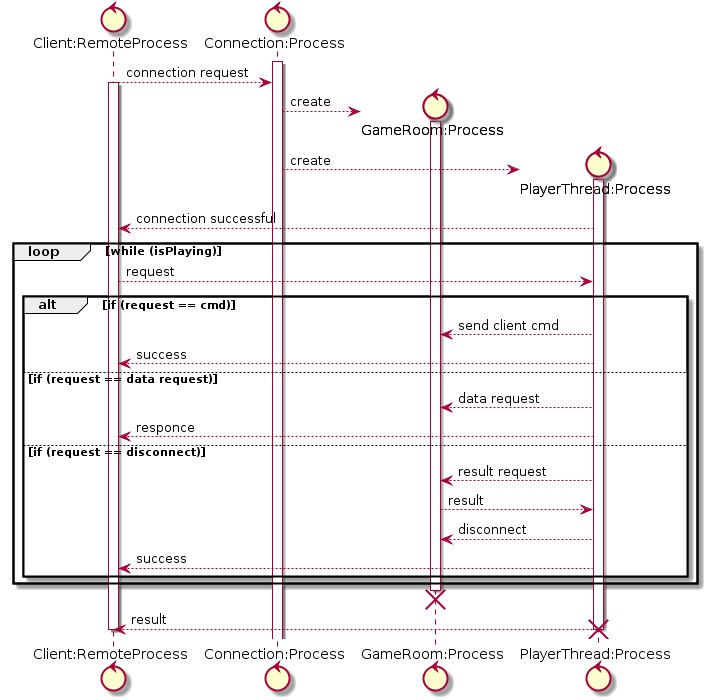 Client:RemoteProcess
Connection:Process
connection request
create
GameRoom:Process
create
PlayerThread:Process
connection successful
loop
[while (isPlaying)]
request
alt
[if (request == cmd)]
send client cmd
success
[if (request == data request)]
data request
responce
[if (request == disconnect)]
result request
result
disconnect
success
result
Client:RemoteProcess
Connection:Process
GameRoom:Process
PlayerThread:Process